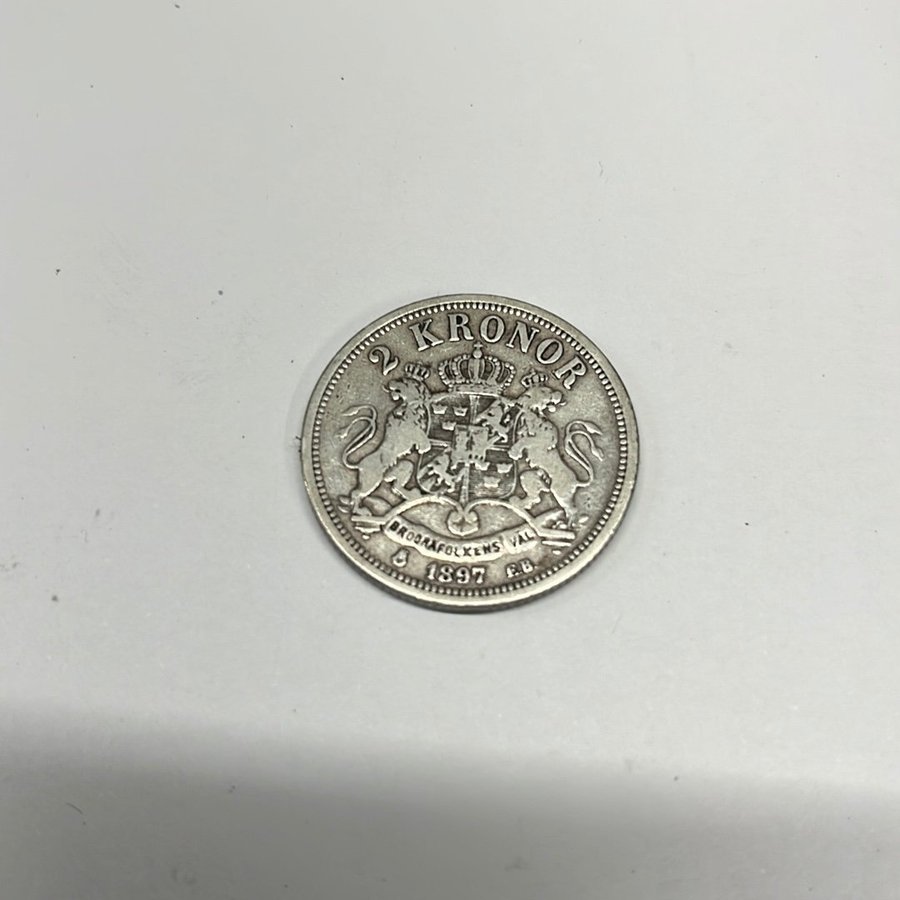 2 KRONOR
BRÖDRAFOLKENS VÄL
1897 E.B.